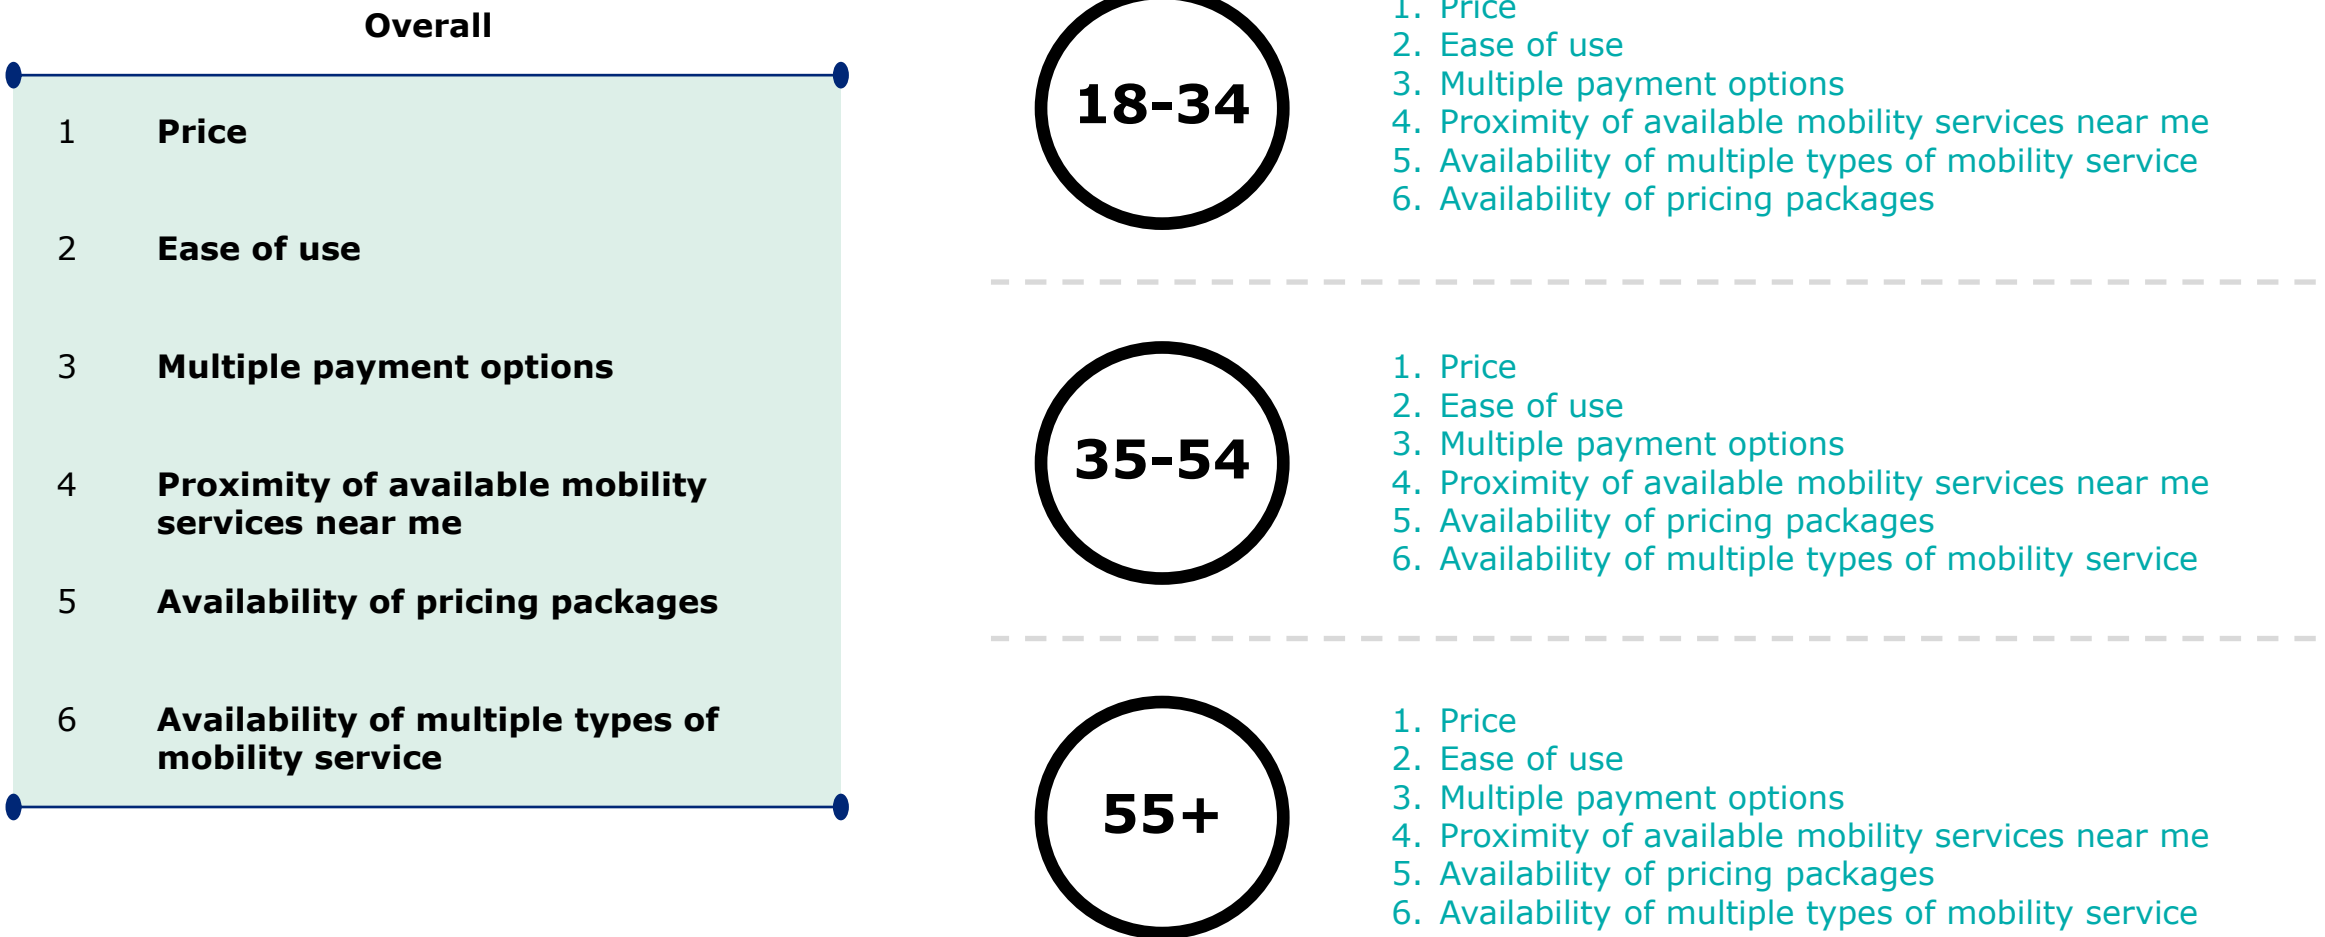 Overall
1 Price
2 Ease of use
3 Multiple payment options
4 Proximity of available mobility
services near me
5 Availability of pricing packages
6 Availability of multiple types of
mobility service
18-34
1. Price
2. Ease of use
3. Multiple payment options
4. Proximity of available mobility services near me
5. Availability of multiple types of mobility service
6. Availability of pricing packages
35-54
1. Price
2. Ease of use
3. Multiple payment options
4. Proximity of available mobility services near me
5. Availability of pricing packages
6. Availability of multiple types of mobility service
55+
1. Price
2. Ease of use
3. Multiple payment options
4. Proximity of available mobility services near me
5. Availability of pricing packages
6. Availability of multiple types of mobility service